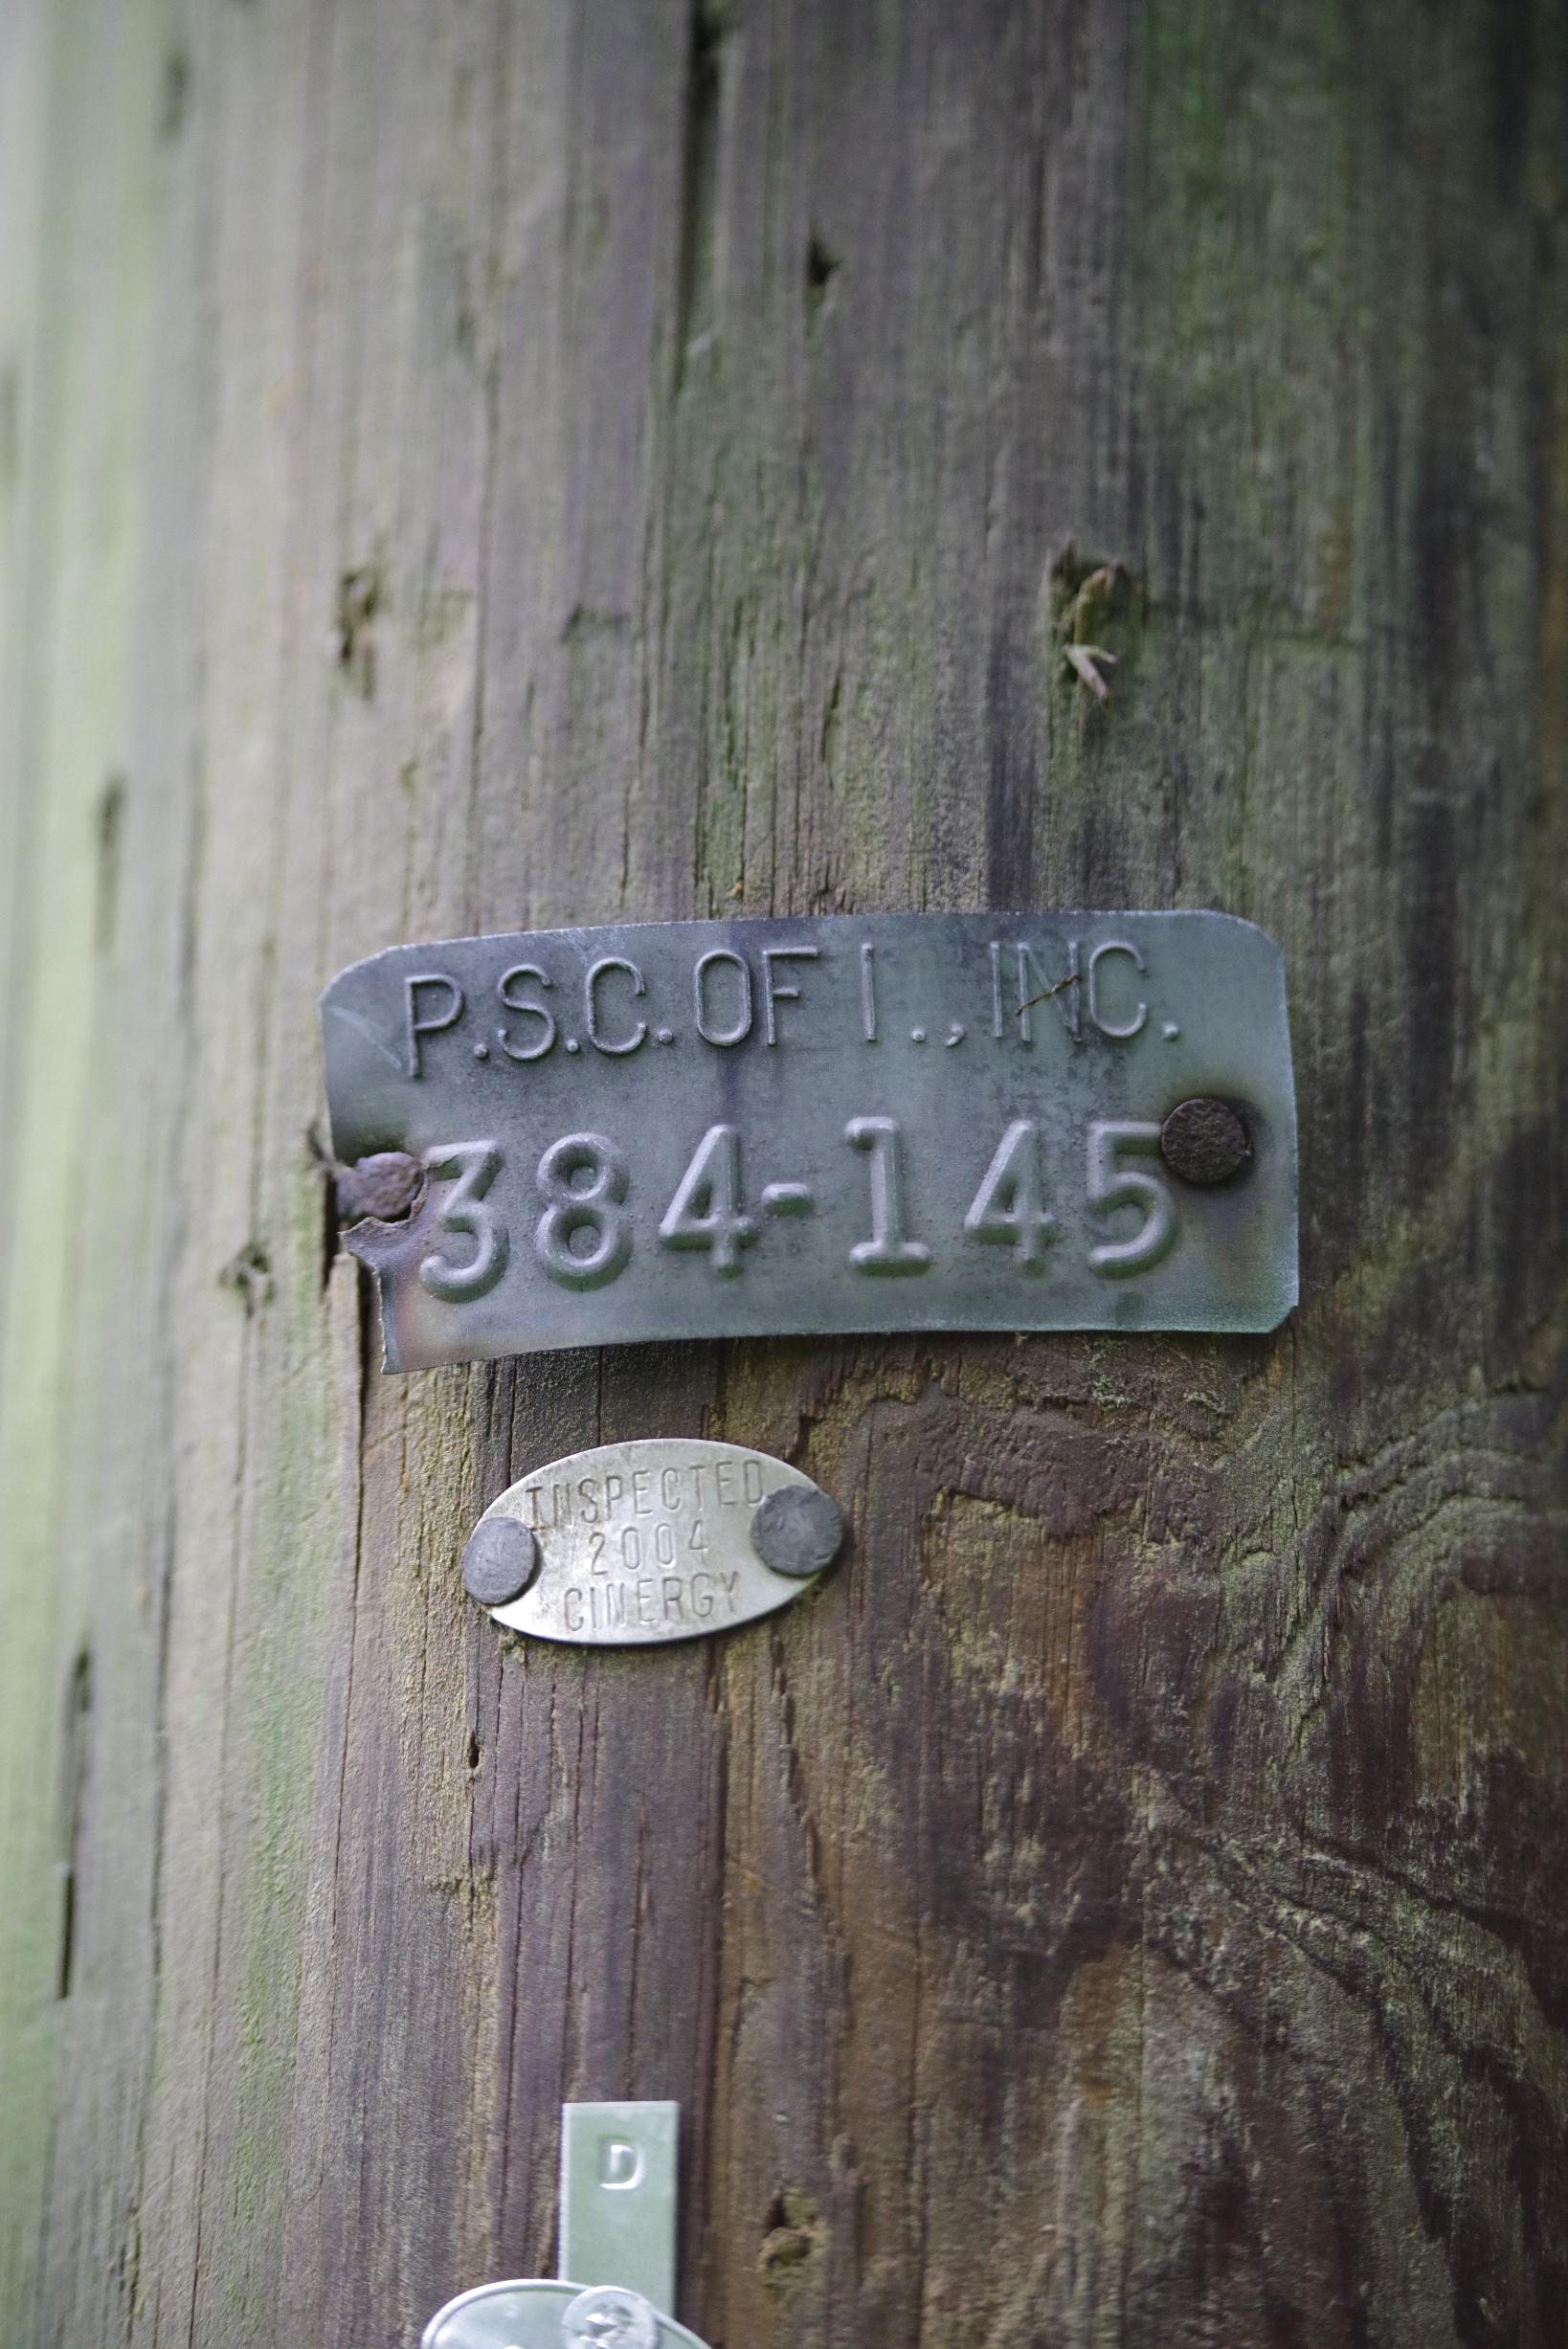 P.S.C. OF I., INC.
384-145
INSPECTED
2004
CINERGY
D